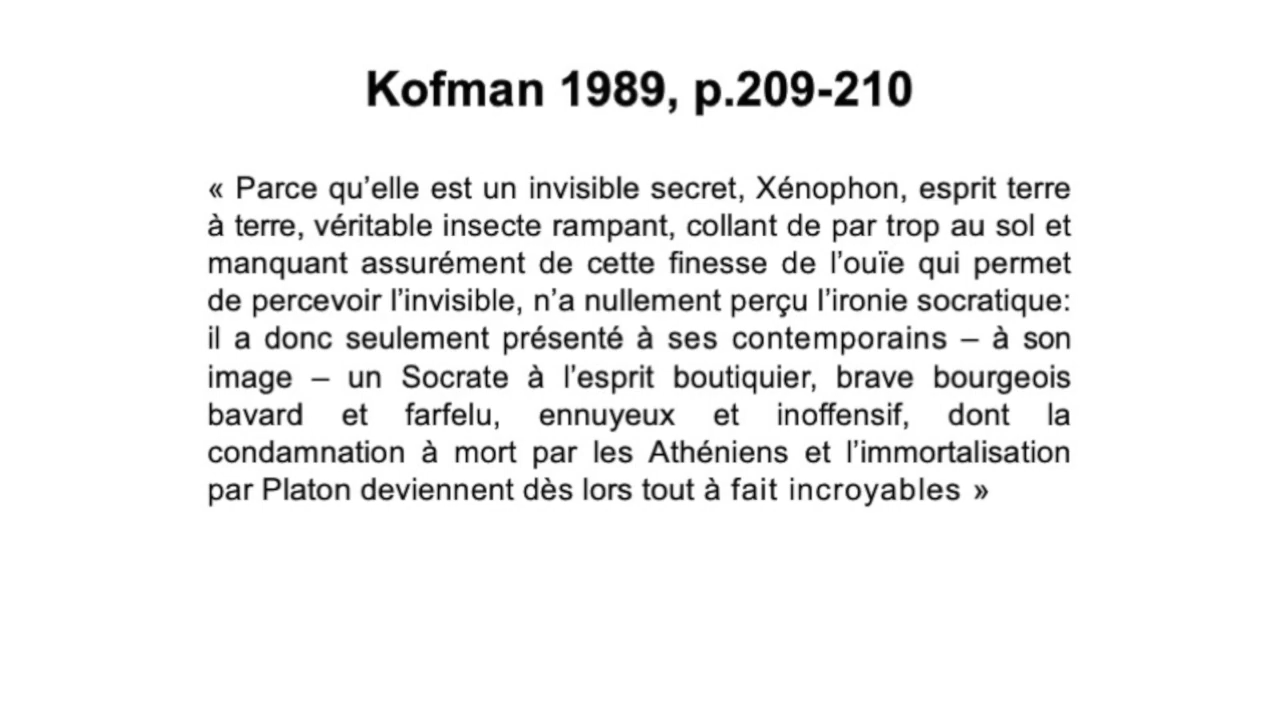 Kofman 1989, p.209-210
« Parce qu’elle est un invisible secret, Xénophon, esprit terre
à terre, véritable insecte rampant, collant de par trop au sol et
manquant assurément de cette finesse de l’ouïe qui permet
de percevoir l’invisible, n’a nullement perçu l’ironie socratique:
il a donc seulement présenté à ses contemporains – à son
image – un Socrate à l’esprit boutiquier, brave bourgeois
bavard et farfelu, ennuyeux et inoffensif, dont la
condamnation à mort par les Athéniens et l’immortalisation
par Platon deviennent dès lors tout à fait incroyables »